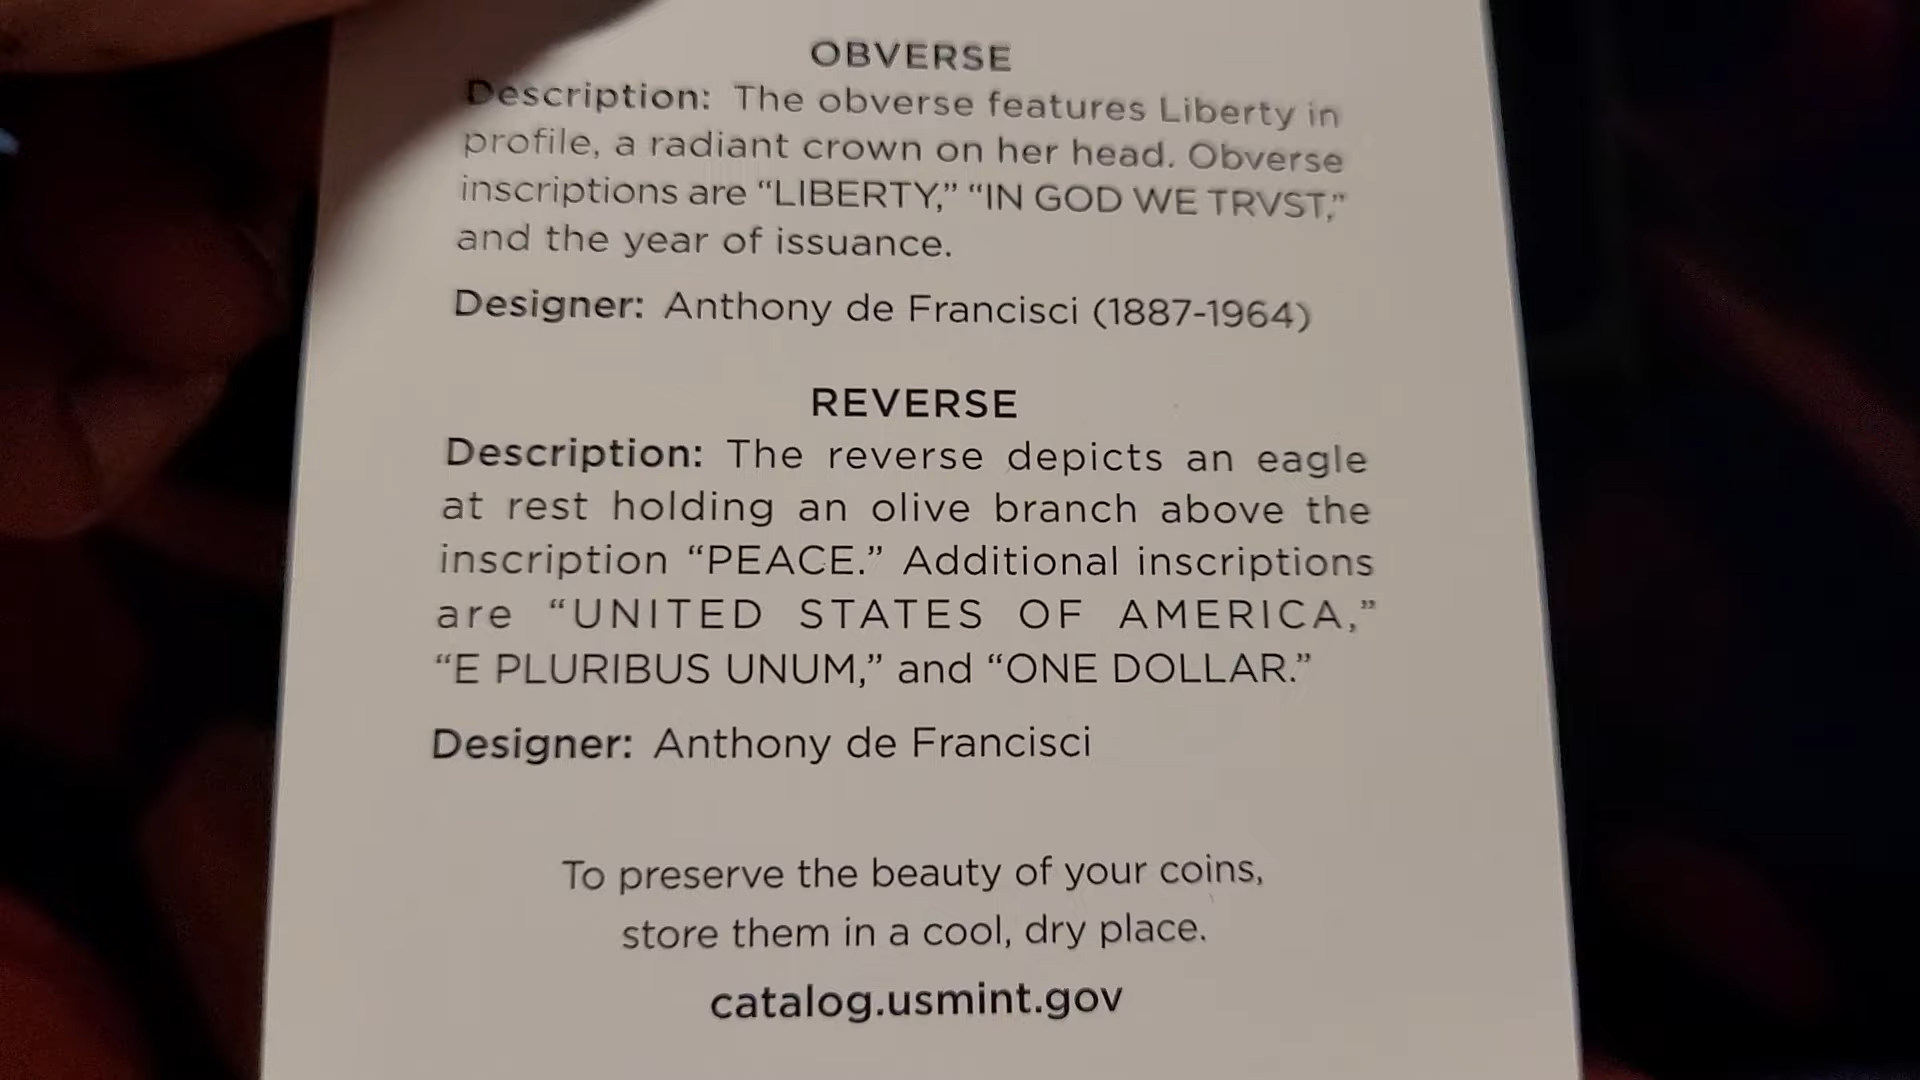 OBVERSE
Description: The obverse features Liberty in
profile, a radiant crown on her head. Obverse
inscriptions are “LIBERTY,” “IN GOD WE TRVST,”
and the year of issuance.
Designer: Anthony de Francisci (1887-1964)
REVERSE
Description: The reverse depicts an eagle
at rest holding an olive branch above the
inscription “PEACE.” Additional inscriptions
are “UNITED STATES OF AMERICA,”
“E PLURIBUS UNUM,” and “ONE DOLLAR.”
Designer: Anthony de Francisci
To preserve the beauty of your coins,
store them in a cool, dry place.
catalog.usmint.gov